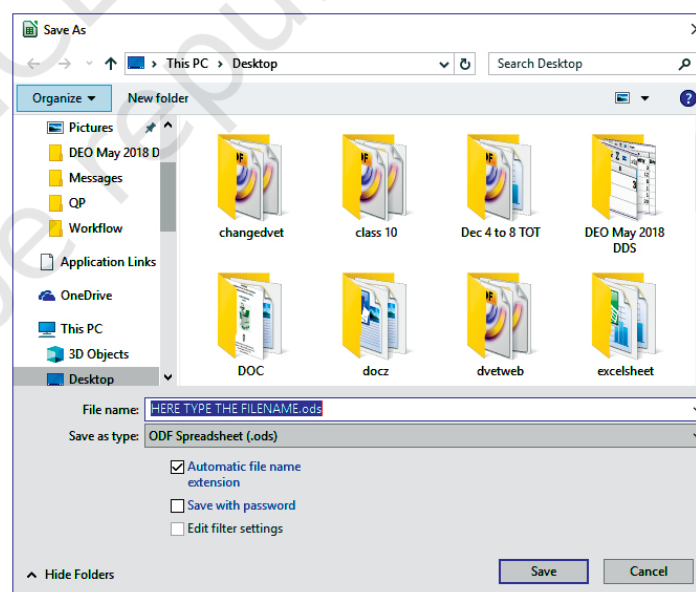 Save As
This PC > Desktop
Search Desktop
Organize
New folder
Pictures
DEO May 2018 D
Messages
QP
Workflow
Application Links
OneDrive
This PC
3D Objects
Desktop
changedvet
class 10
Dec 4 to 8 TOT
DEO May 2018
DDS
DOC
docz
dvetweb
excelsheet
File name: HERE TYPE THE FILENAME.ods
Save as type: ODF Spreadsheet (.ods)
Automatic file name
extension
Save with password
Edit filter settings
Hide Folders
Save
Cancel